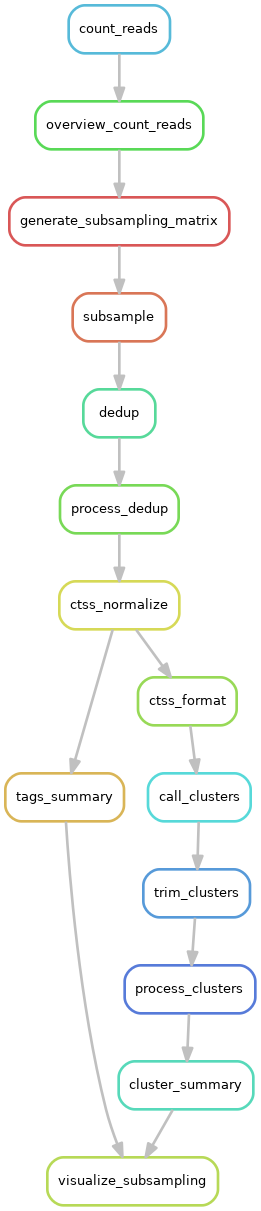 count_reads
overview_count_reads
generate_subsampling_matrix
subsample
dedup
process_dedup
ctss_normalize
ctss_format
tags_summary
call_clusters
trim_clusters
process_clusters
cluster_summary
visualize_subsampling